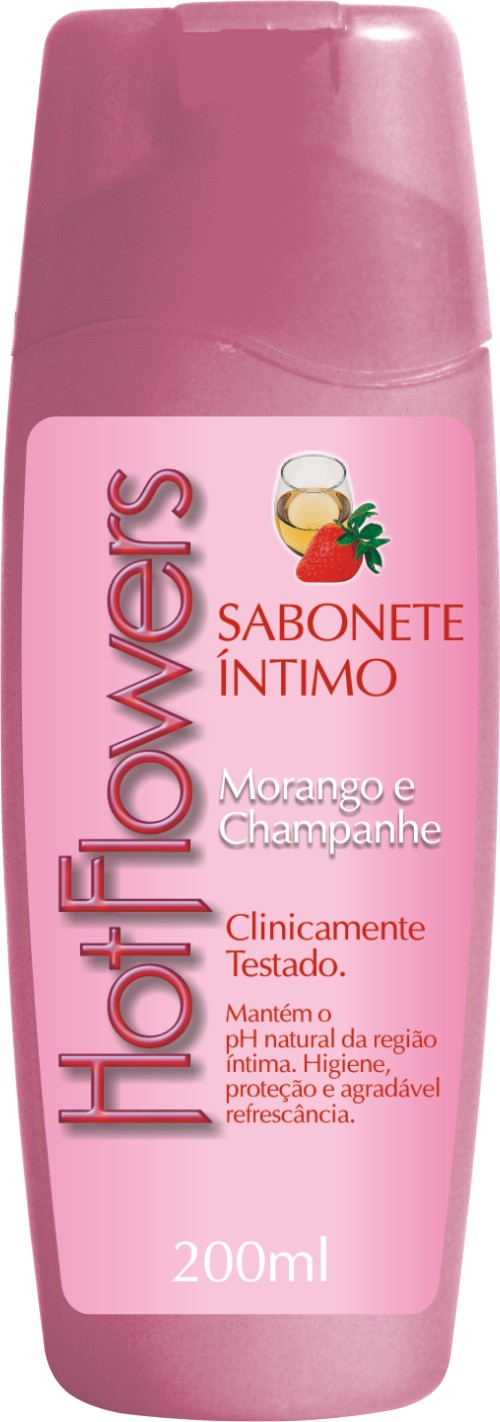 HotFlowers
SABONETE
ÍNTIMO
Morango e
Champanhe
Clinicamente
Testado.
Mantém o
pH natural da região
íntima. Higiene,
proteção e agradável
refrescância.
200ml